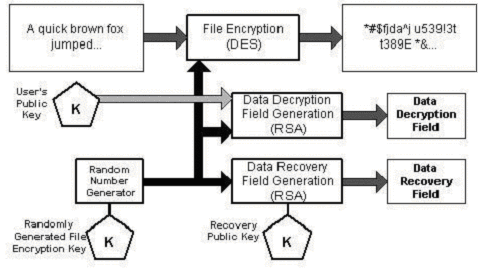 A quick brown fox
jumped...
File Encryption
(DES)
*#$fjda^j u539!3t
t389E *&...
User's
Public
Key
K
Data Decryption
Field Generation
(RSA)
Data
Decryption
Field
Random
Number
Generator
Data Recovery
Field Generation
(RSA)
Data
Recovery
Field
Randomly
Generated File
Encryption Key
K
Recovery
Public Key
K